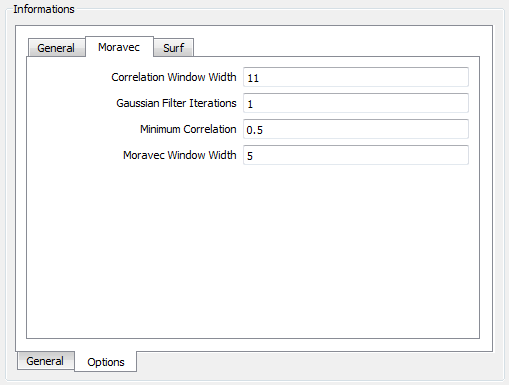 Informations
General Moravec Surf
Correlation Window Width 11
Gaussian Filter Iterations 1
Minimum Correlation 0.5
Moravec Window Width 5
General Options